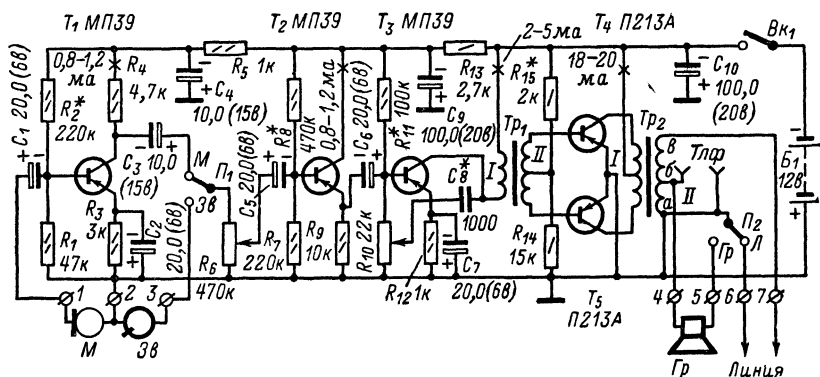 T₁ МП39
T₂ МП39
T₃ МП39
T₄ П213А
Вк₁
2–5ма
18–20 ма
0,8–1,2 ма
R₅ 1к
R₄ 4,7к
C₄ 10,0 (15в)
C₁ 20,0(6в)
R₂* 220к
C₃ 10,0 (15в)
М
П₁
Зв
C₂ 20,0(6в)
R₃ 3к
R₁ 47к
R₆ 470к
C₅ 20,0(6в)
R₈* 470к
0,8–1,2ма
R₇ 220к
R₉ 10к
C₆ 20,0(6в)
R₁₁* 100к
R₁₀ 22к
R₁₂ 1к
C₇ 20,0(6в)
C₉ 100,0(20в)
R₁₃ 2,7к
C₈* 1000
Тр₁
I
II
R₁₅* 2к
R₁₄ 15к
T₅ П213А
Тр₂
I
II
в
б
а
Тлф
П₂
Л
Гр
C₁₀ 100,0 (20в)
Б₁ 12в
1
2
3
4
5
6
7
М
Зв
Гр
Линия